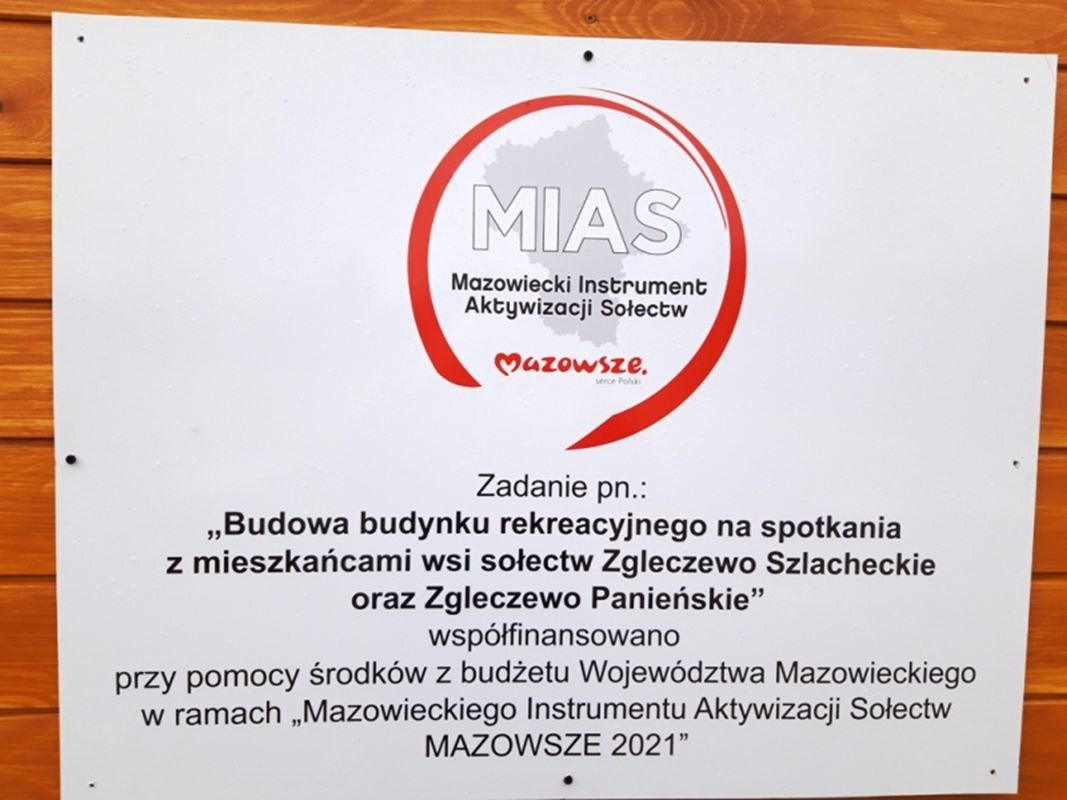 MIAS
Mazowiecki Instrument
Aktywizacji Sołectw
Mazowsze.
serce Polski
Zadanie pn.:
„Budowa budynku rekreacyjnego na spotkania
z mieszkańcami wsi sołectw Zgleczewo Szlacheckie
oraz Zgleczewo Panieńskie”
współfinansowano
przy pomocy środków z budżetu Województwa Mazowieckiego
w ramach „Mazowieckiego Instrumentu Aktywizacji Sołectw
MAZOWSZE 2021”